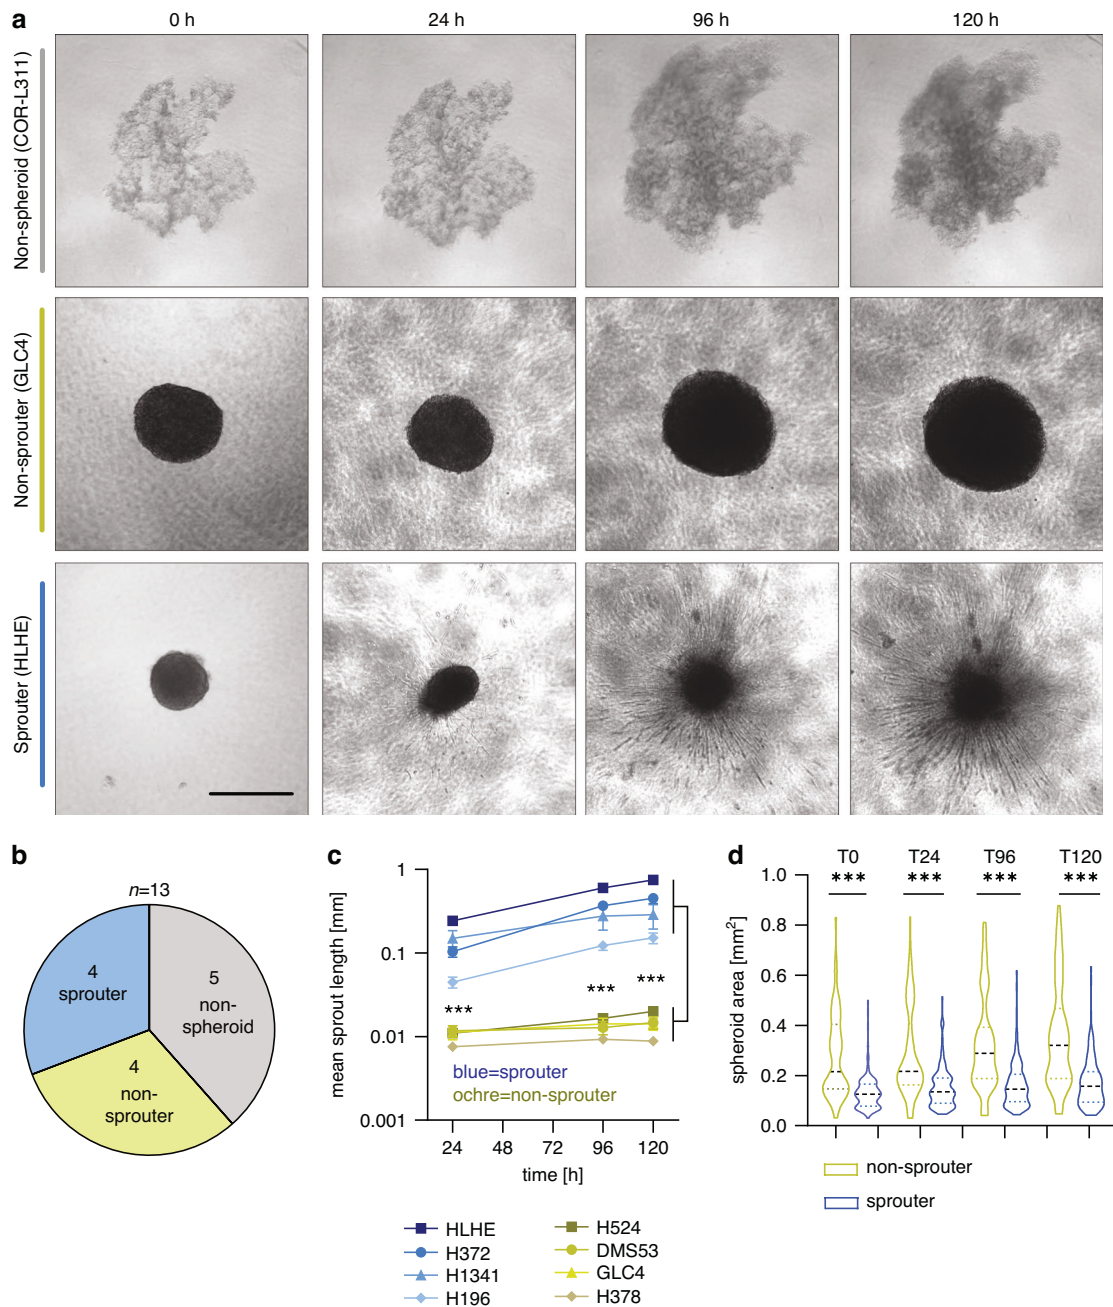 a
0 h 24 h 96 h 120 h
Non-spheroid (COR-L311)
Non-sprouter (GLC4)
Sprouter (HLHE)
b
n=13
4
sprouter
5
non-
spheroid
4
non-
sprouter
c
mean sprout length [mm]
1
0.1
0.01
0.001
***
***
***
blue=sprouter
ochre=non-sprouter
24 48 72 96 120
time [h]
HLHE
H372
H1341
H196
H524
DMS53
GLC4
H378
d
T0 T24 T96 T120
*** *** *** ***
spheroid area [mm²]
1.0
0.8
0.6
0.4
0.2
0.0
non-sprouter
sprouter